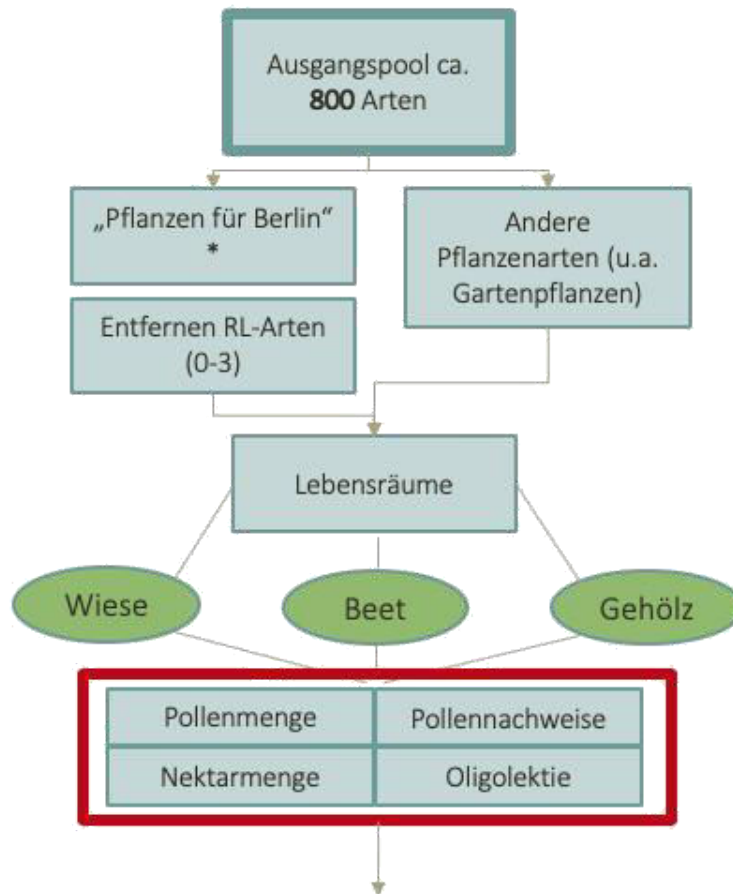 Ausgangspool ca.
800 Arten
„Pflanzen für Berlin“
*
Andere
Pflanzenarten (u.a.
Gartenpflanzen)
Entfernen RL-Arten
(0-3)
Lebensräume
Wiese
Beet
Gehölz
Pollenmenge
Pollennachweise
Nektarmenge
Oligolektie